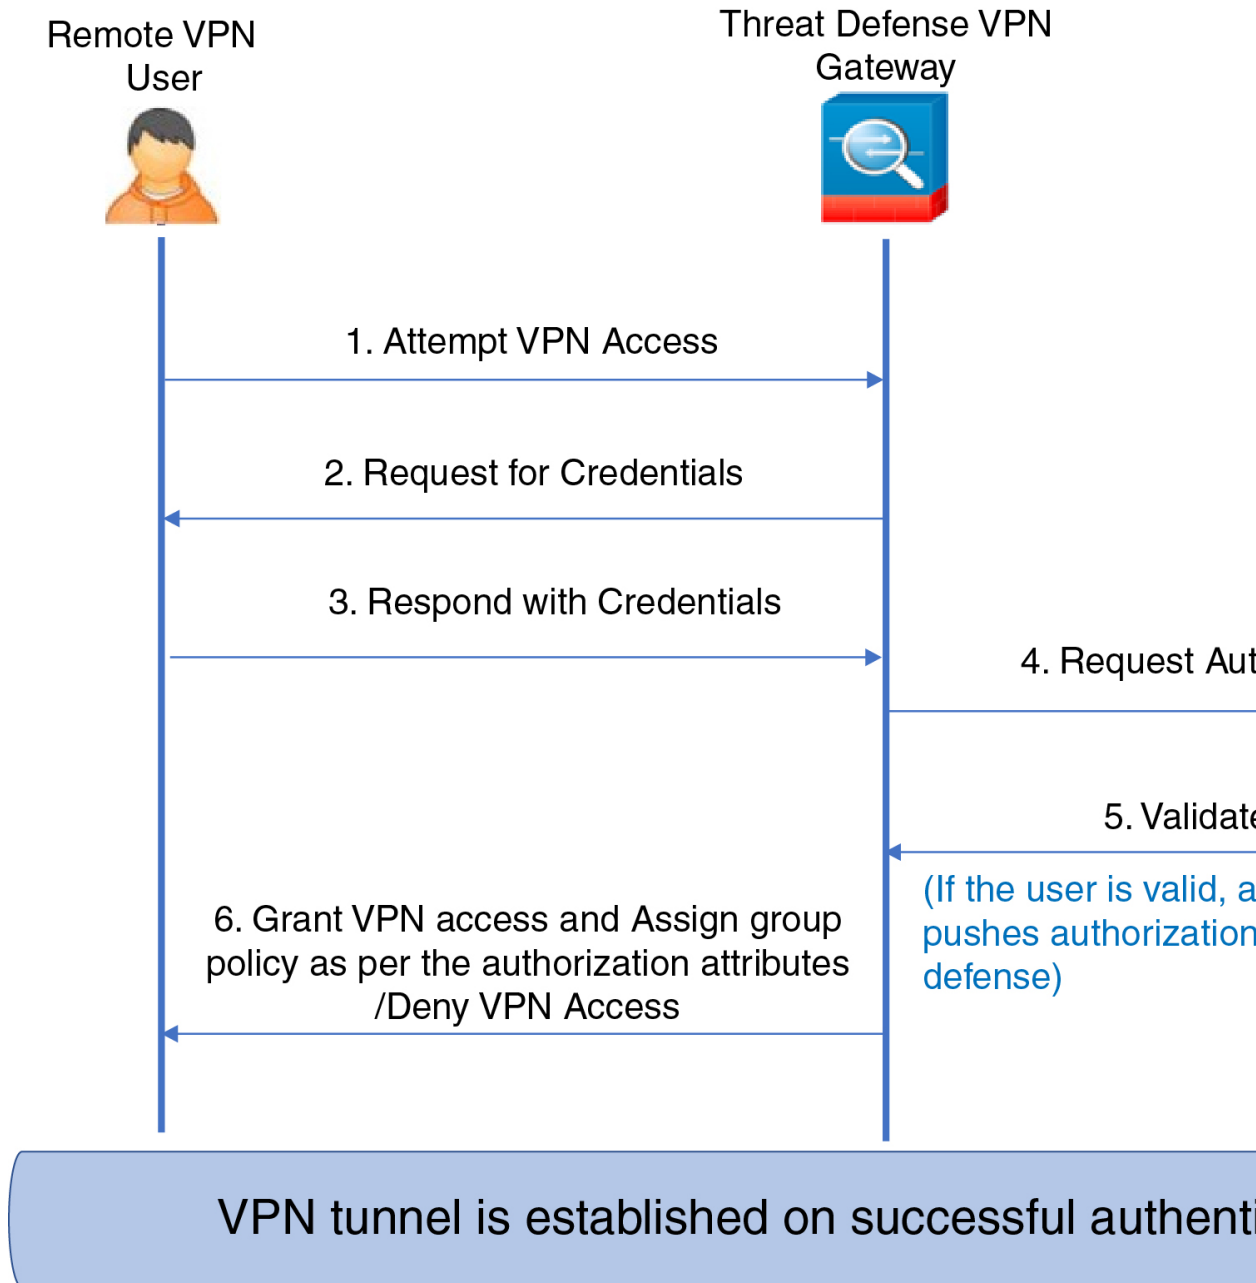 Remote VPN
User
Threat Defense VPN
Gateway
1. Attempt VPN Access
2. Request for Credentials
3. Respond with Credentials
4. Request
5. Validate
(If the user is valid,
pushes authorization
defense)
6. Grant VPN access and Assign group
policy as per the authorization attributes
/Deny VPN Access
VPN tunnel is established on successful